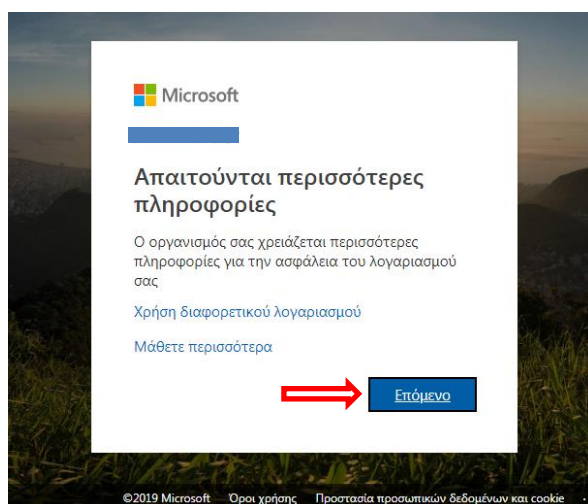 Microsoft
Απαιτούνται περισσότερες
πληροφορίες
Ο οργανισμός σας χρειάζεται περισσότερες
πληροφορίες για την ασφάλεια του λογαριασμού
σας
Χρήση διαφορετικού λογαριασμού
Μάθετε περισσότερα
Επόμενο
©2019 Microsoft Όροι χρήσης Προστασία προσωπικών δεδομένων και cookie